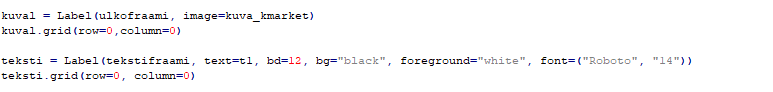 kuval = Label(ulkofraami, image=kuva_kmarket)
kuval.grid(row=0,column=0)
teksti = Label(tekstifraami, text=t1, bd=12, bg="black", foreground="white", font=("Roboto", "14"))
teksti.grid(row=0, column=0)